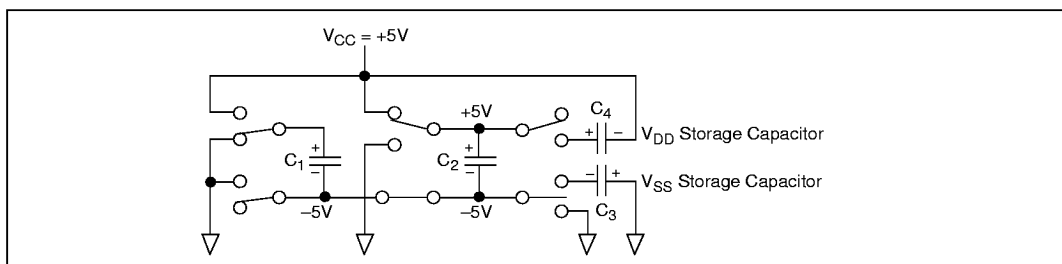 VCC = +5V
+5V
C4
+ −
VDD Storage Capacitor
+
C1
−
+
C2
−
− +
VSS Storage Capacitor
C3
−5V
−5V